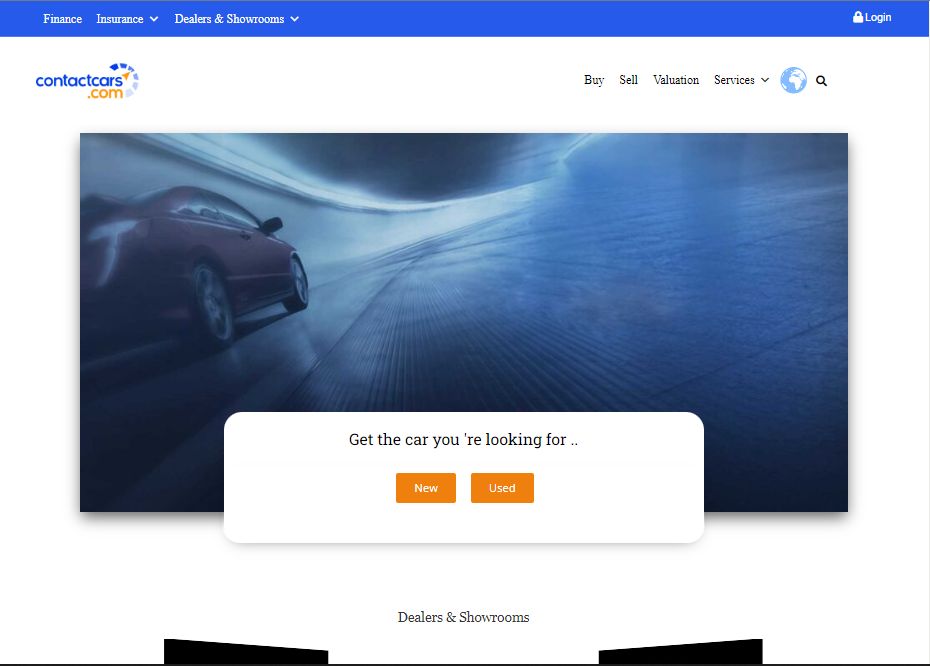 Finance Insurance Dealers & Showrooms Login
contactcars
.com
Buy Sell Valuation Services
Get the car you 're looking for ..
New Used
Dealers & Showrooms